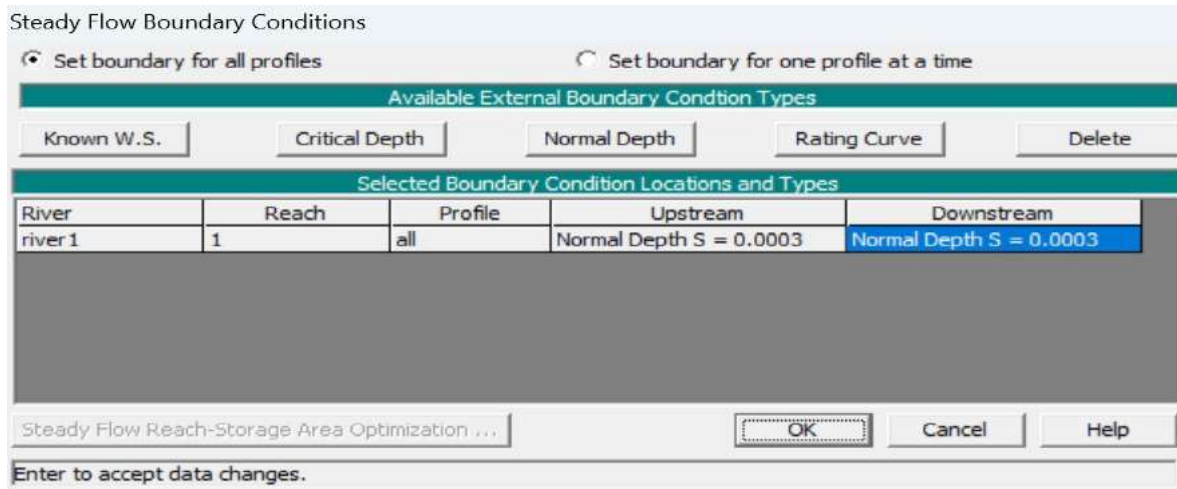 Steady Flow Boundary Conditions
Set boundary for all profiles Set boundary for one profile at a time
Available External Boundary Condtion Types
Known W.S. Critical Depth Normal Depth Rating Curve Delete
Selected Boundary Condition Locations and Types
River Reach Profile Upstream Downstream
river1 1 all Normal Depth S = 0.0003 Normal Depth S = 0.0003
Steady Flow Reach-Storage Area Optimization ... OK Cancel Help
Enter to accept data changes.